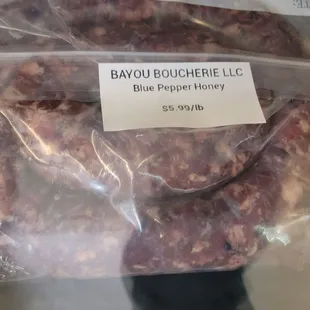 BAYOU BOUCHERIE LLC
Blue Pepper Honey
$5.99/lb